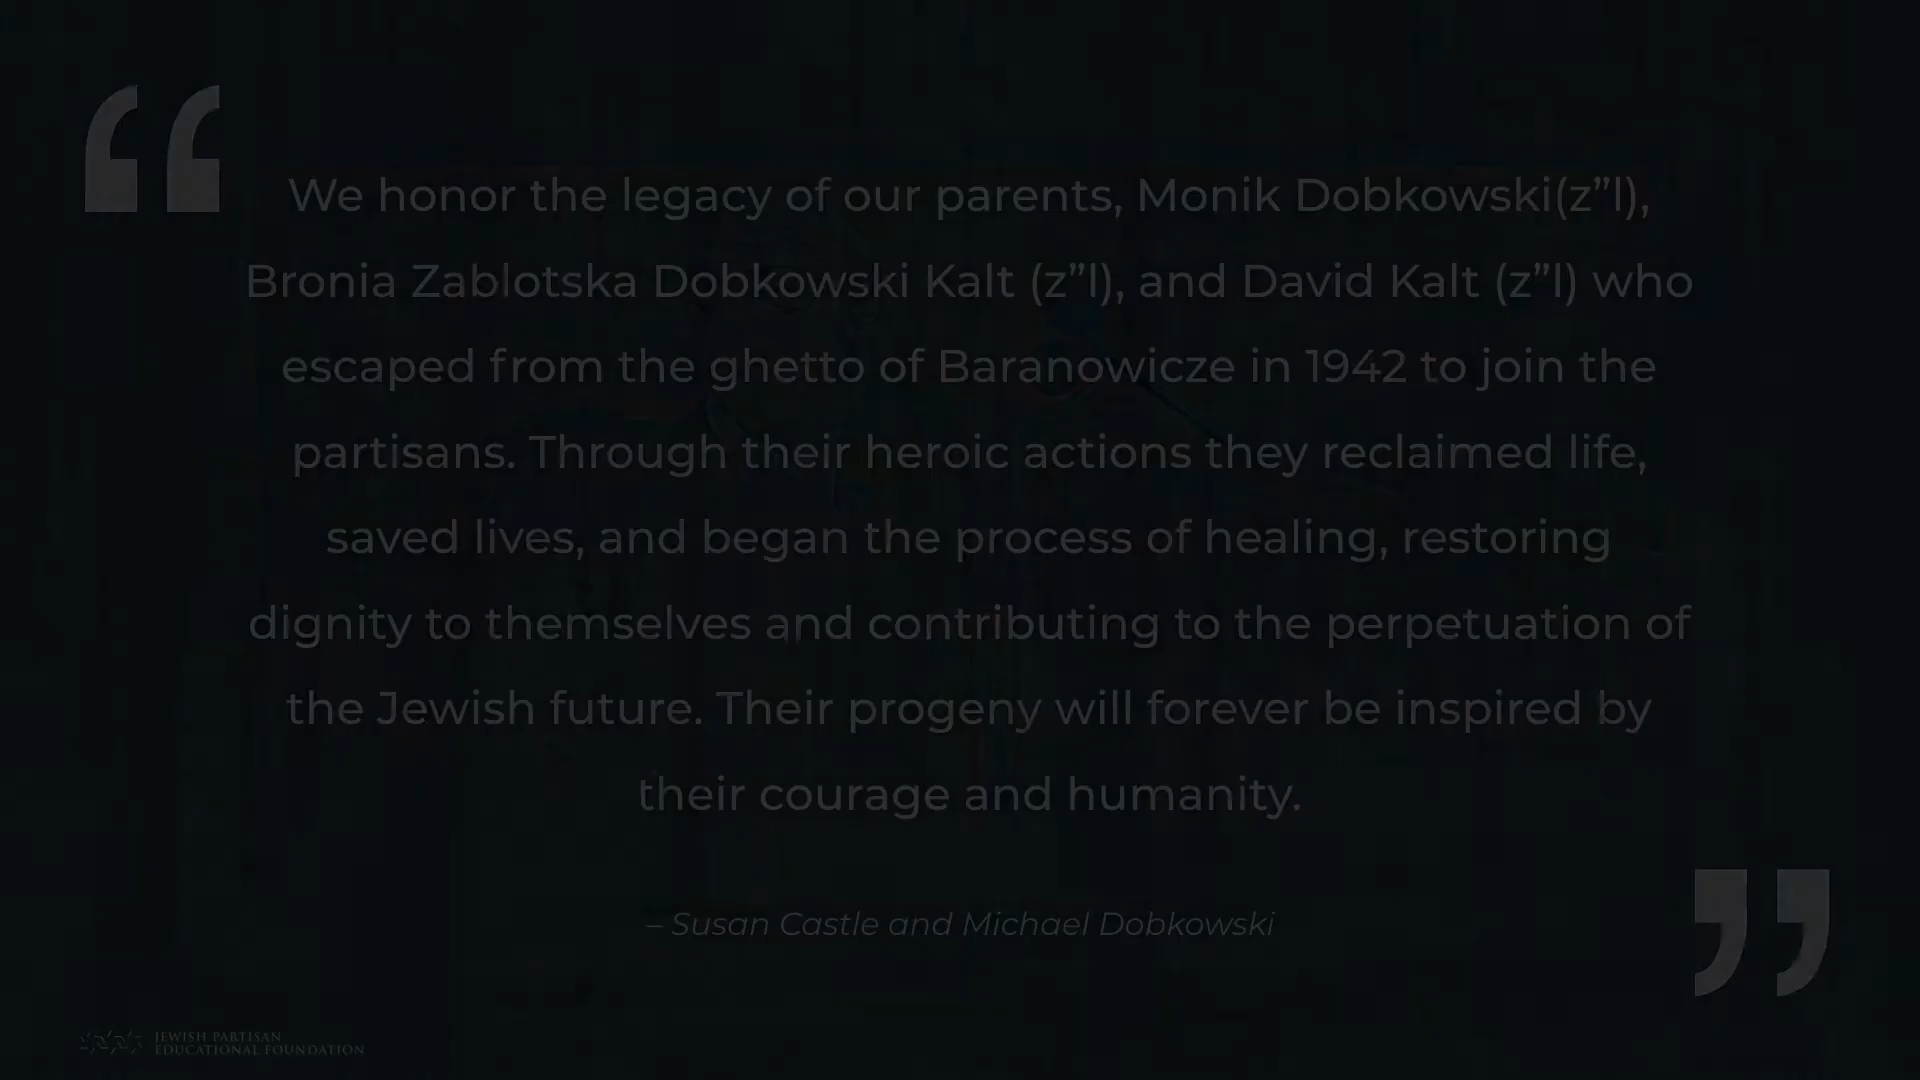 We honor the legacy of our parents, Monik Dobkowski(z”l),
Bronia Zablotska Dobkowski Kalt (z”l), and David Kalt (z”l) who
escaped from the ghetto of Baranowicze in 1942 to join the
partisans. Through their heroic actions they reclaimed life,
saved lives, and began the process of healing, restoring
dignity to themselves and contributing to the perpetuation of
the Jewish future. Their progeny will forever be inspired by
their courage and humanity.
– Susan Castle and Michael Dobkowski
JEWISH PARTISAN
EDUCATIONAL FOUNDATION